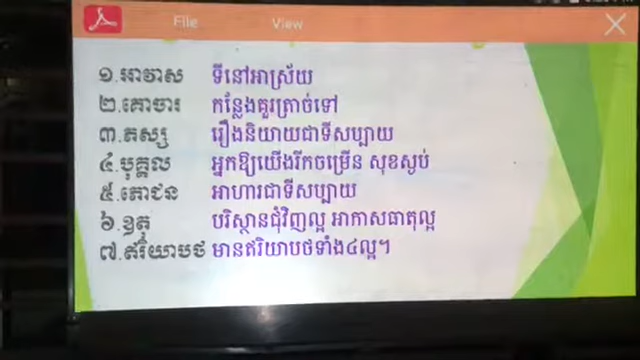 File View
១.អាវាស ទីនៅអាស្រ័យ
២.គោចារ កន្លែងគួរត្រាច់ទៅ
៣.ភស្ស រឿងនិយាយជាទីសប្បាយ
៤.បុគ្គល អ្នកឱ្យយើងរីកចម្រើន សុខស្ងប់
៥.ភោជន អាហារជាទីសប្បាយ
៦.ឧតុ បរិស្ថានជុំវិញល្អ អាកាសធាតុល្អ
៧.ឥរិយាបថ មានឥរិយាបថទាំង៤ល្អ។